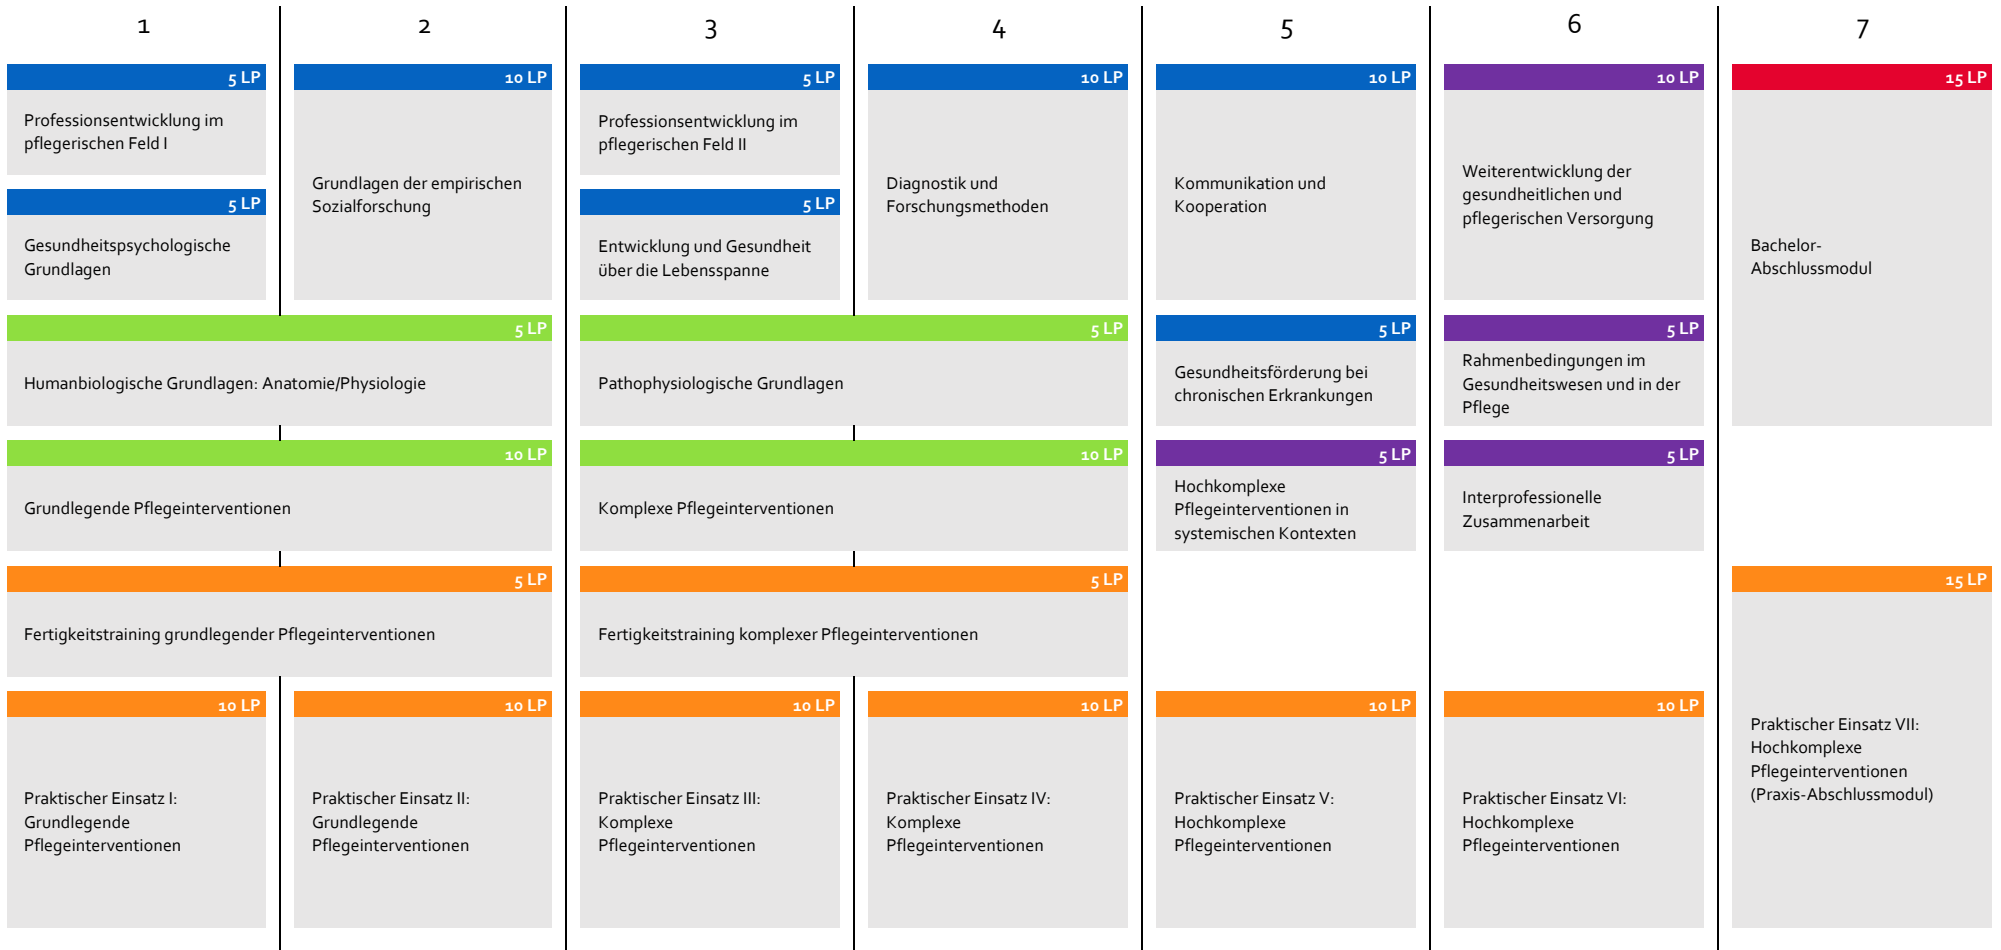 1
2
3
4
5
6
7
5 LP
Professionsentwicklung im
pflegerischen Feld I
10 LP
Grundlagen der empirischen
Sozialforschung
5 LP
Professionsentwicklung im
pflegerischen Feld II
10 LP
Diagnostik und
Forschungsmethoden
10 LP
Kommunikation und
Kooperation
10 LP
Weiterentwicklung der
gesundheitlichen und
pflegerischen Versorgung
15 LP
Bachelor-
Abschlussmodul
5 LP
Gesundheitspsychologische
Grundlagen
5 LP
Entwicklung und Gesundheit
über die Lebensspanne
5 LP
Humanbiologische Grundlagen: Anatomie/Physiologie
5 LP
Pathophysiologische Grundlagen
5 LP
Gesundheitsförderung bei
chronischen Erkrankungen
5 LP
Rahmenbedingungen im
Gesundheitswesen und in der
Pflege
10 LP
Grundlegende Pflegeinterventionen
10 LP
Komplexe Pflegeinterventionen
5 LP
Hochkomplexe
Pflegeinterventionen in
systemischen Kontexten
5 LP
Interprofessionelle
Zusammenarbeit
5 LP
Fertigkeitstraining grundlegender Pflegeinterventionen
5 LP
Fertigkeitstraining komplexer Pflegeinterventionen
15 LP
Praktischer Einsatz VII:
Hochkomplexe
Pflegeinterventionen
(Praxis-Abschlussmodul)
10 LP
Praktischer Einsatz I:
Grundlegende
Pflegeinterventionen
10 LP
Praktischer Einsatz II:
Grundlegende
Pflegeinterventionen
10 LP
Praktischer Einsatz III:
Komplexe
Pflegeinterventionen
10 LP
Praktischer Einsatz IV:
Komplexe
Pflegeinterventionen
10 LP
Praktischer Einsatz V:
Hochkomplexe
Pflegeinterventionen
10 LP
Praktischer Einsatz VI:
Hochkomplexe
Pflegeinterventionen